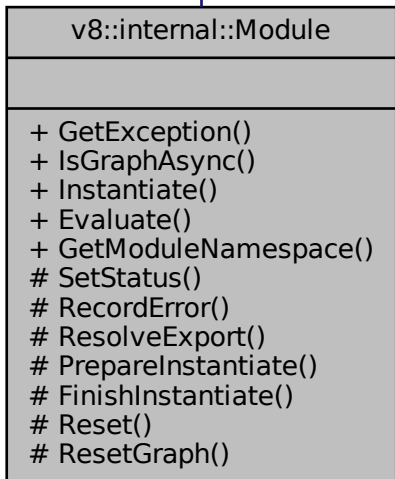 v8::internal::Module
+ GetException()
+ IsGraphAsync()
+ Instantiate()
+ Evaluate()
+ GetModuleNamespace()
# SetStatus()
# RecordError()
# ResolveExport()
# PrepareInstantiate()
# FinishInstantiate()
# Reset()
# ResetGraph()